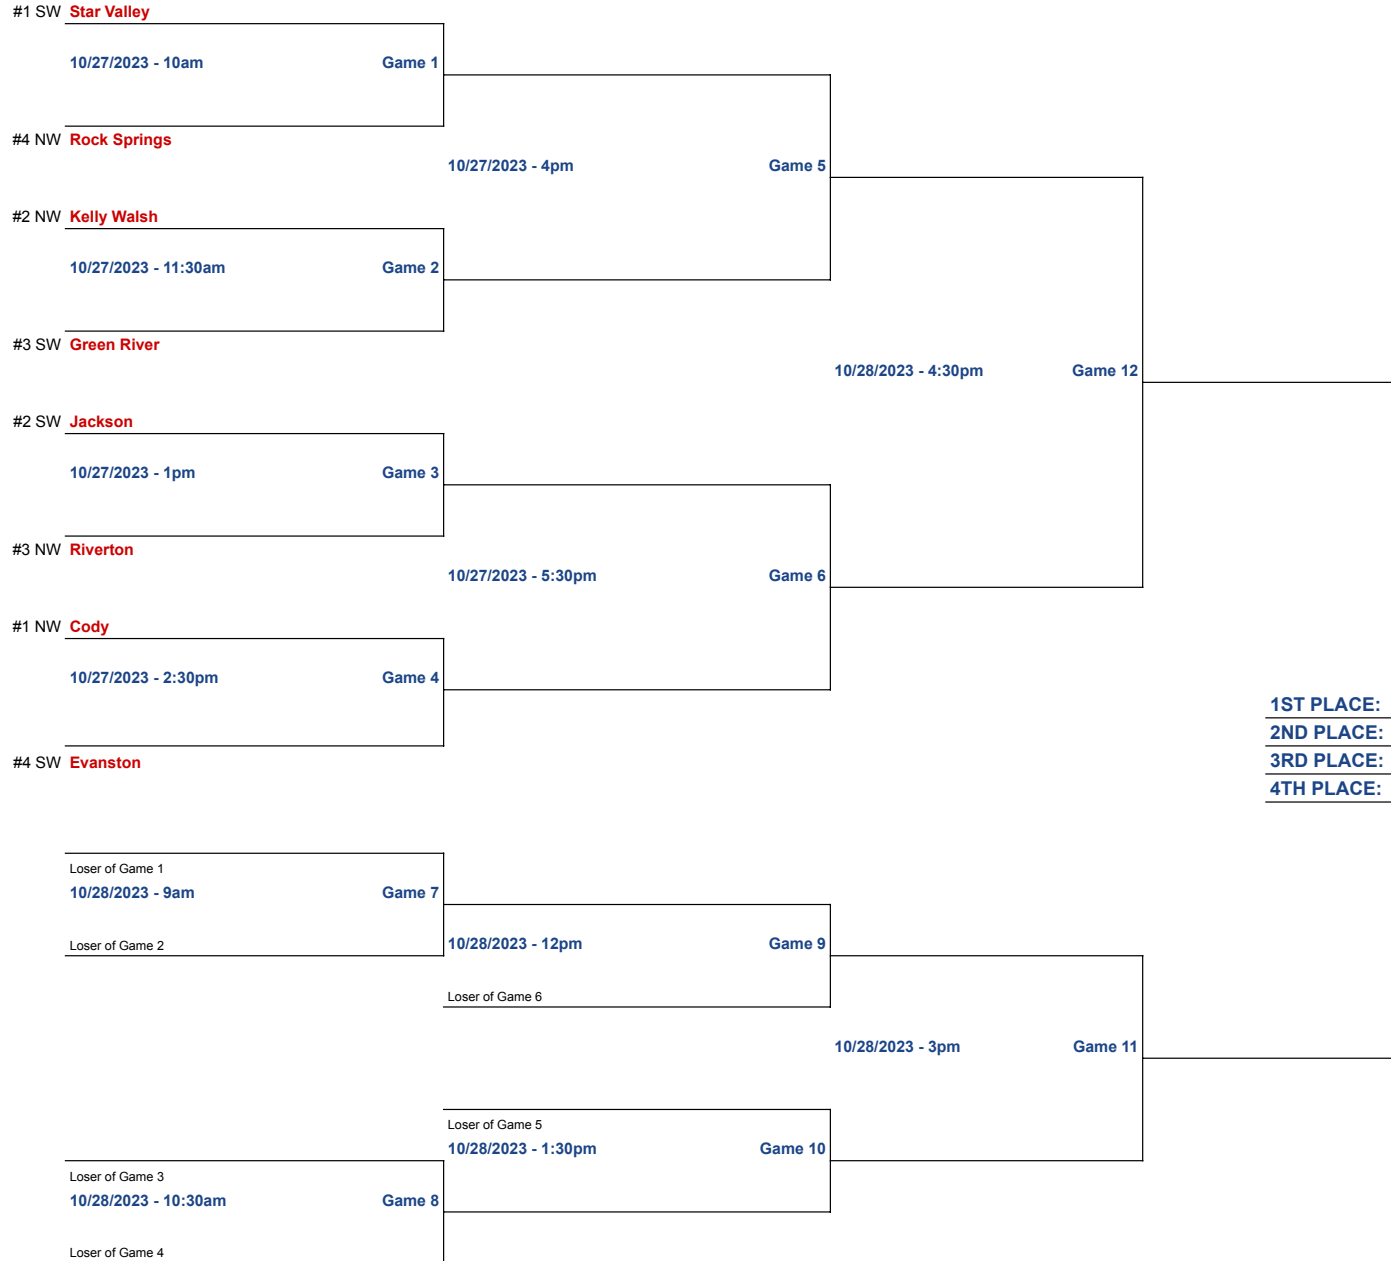 #1 SW Star Valley
10/27/2023 - 10am Game 1
#4 NW Rock Springs
10/27/2023 - 4pm Game 5
#2 NW Kelly Walsh
10/27/2023 - 11:30am Game 2
#3 SW Green River
10/28/2023 - 4:30pm Game 12
#2 SW Jackson
10/27/2023 - 1pm Game 3
#3 NW Riverton
10/27/2023 - 5:30pm Game 6
#1 NW Cody
10/27/2023 - 2:30pm Game 4
1ST PLACE:
2ND PLACE:
3RD PLACE:
4TH PLACE:
#4 SW Evanston
Loser of Game 1
10/28/2023 - 9am Game 7
Loser of Game 2
10/28/2023 - 12pm Game 9
Loser of Game 6
10/28/2023 - 3pm Game 11
Loser of Game 5
10/28/2023 - 1:30pm Game 10
Loser of Game 3
10/28/2023 - 10:30am Game 8
Loser of Game 4